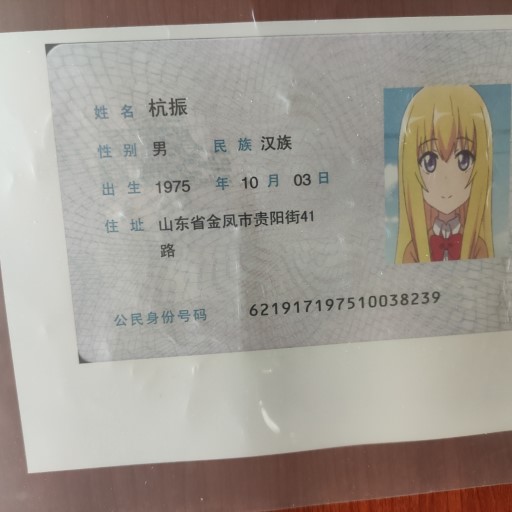 姓名 杭振
性别 男 民族 汉族
出生 1975 年 10 月 03 日
住址 山东省金凤市贵阳街41
路
公民身份号码 621917197510038239